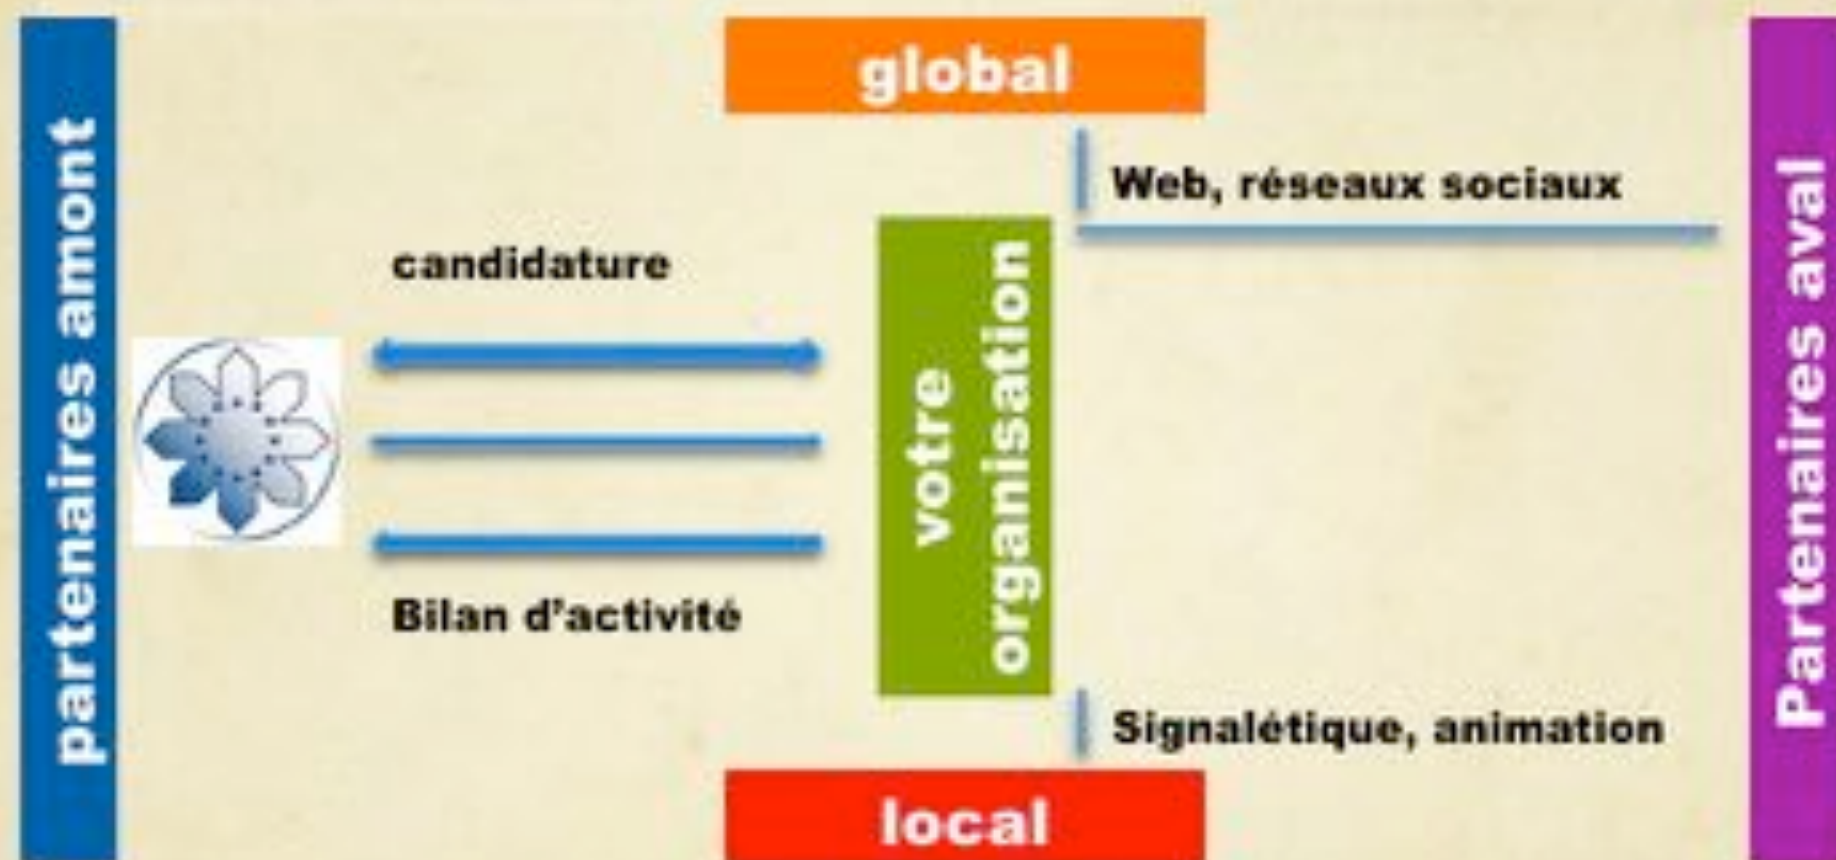 global
partenaires amont
Web, réseaux sociaux
candidature
votre
organisation
Partenaires aval
Bilan d'activité
Signalétique, animation
local